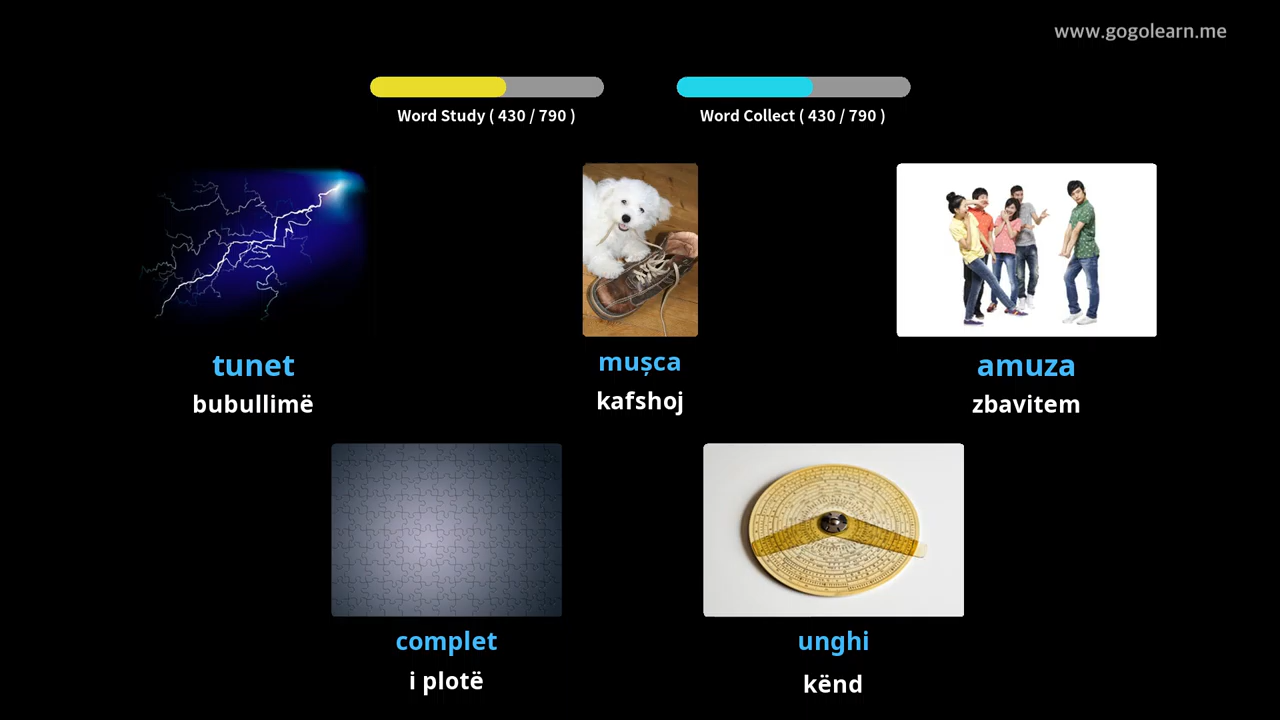 www.gogolearn.me
Word Study ( 430 / 790 )
Word Collect ( 430 / 790 )
tunet
bubullimë
mușca
kafshoj
amuza
zbavitem
complet
i plotë
unghi
kënd